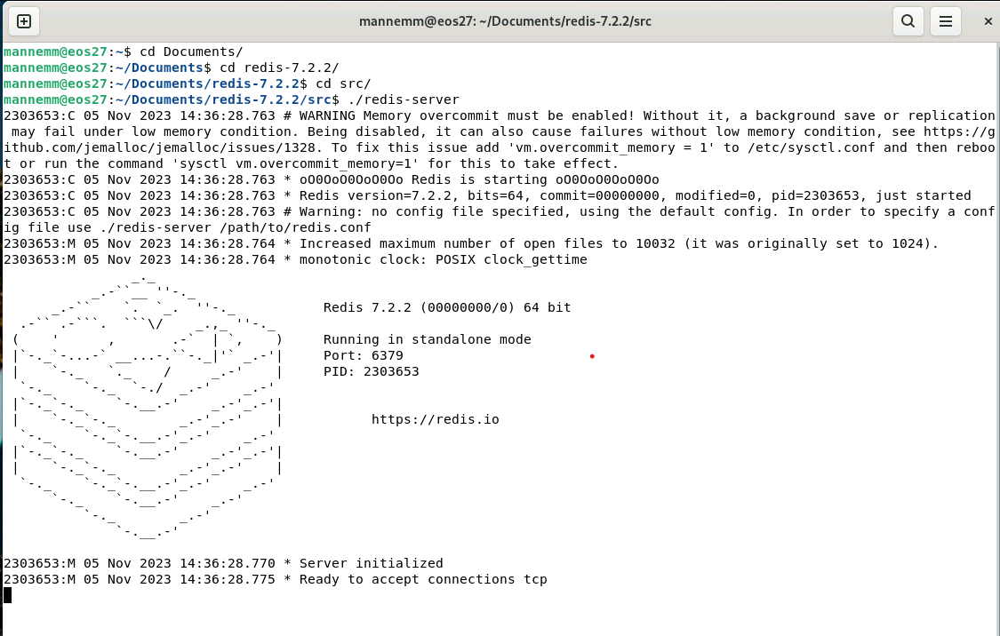 mannemm@eos27: ~/Documents/redis-7.2.2/src
mannemm@eos27:~$ cd Documents/
mannemm@eos27:~/Documents$ cd redis-7.2.2/
mannemm@eos27:~/Documents/redis-7.2.2$ cd src/
mannemm@eos27:~/Documents/redis-7.2.2/src$ ./redis-server
2303653:C 05 Nov 2023 14:36:28.763 # WARNING Memory overcommit must be enabled! Without it, a background save or replication
 may fail under low memory condition. Being disabled, it can also cause failures without low memory condition, see https://g
ithub.com/jemalloc/jemalloc/issues/1328. To fix this issue add 'vm.overcommit_memory = 1' to /etc/sysctl.conf and then reboo
t or run the command 'sysctl vm.overcommit_memory=1' for this to take effect.
2303653:C 05 Nov 2023 14:36:28.763 * oO0OoO0OoO0Oo Redis is starting oO0OoO0OoO0Oo
2303653:C 05 Nov 2023 14:36:28.763 * Redis version=7.2.2, bits=64, commit=00000000, modified=0, pid=2303653, just started
2303653:C 05 Nov 2023 14:36:28.763 # Warning: no config file specified, using the default config. In order to specify a conf
ig file use ./redis-server /path/to/redis.conf
2303653:M 05 Nov 2023 14:36:28.764 * Increased maximum number of open files to 10032 (it was originally set to 1024).
2303653:M 05 Nov 2023 14:36:28.764 * monotonic clock: POSIX clock_gettime
Redis 7.2.2 (00000000/0) 64 bit
Running in standalone mode
Port: 6379
PID: 2303653
https://redis.io
2303653:M 05 Nov 2023 14:36:28.770 * Server initialized
2303653:M 05 Nov 2023 14:36:28.775 * Ready to accept connections tcp